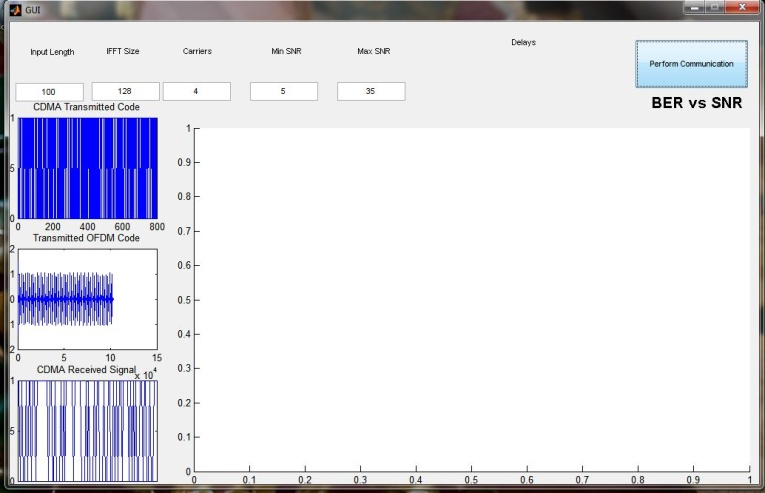 GUI
Input Length IFFT Size Carriers Min SNR Max SNR Delays
Perform Communication
100 128 4 5 35
BER vs SNR
CDMA Transmitted Code
1
5
0
0 200 400 600 800
Transmitted OFDM Code
2
1
0
1
2
0 5 10 15
x 10^4
CDMA Received Signal
1
5
0
1
0.9
0.8
0.7
0.6
0.5
0.4
0.3
0.2
0.1
0
0 0.1 0.2 0.3 0.4 0.5 0.6 0.7 0.8 0.9 1